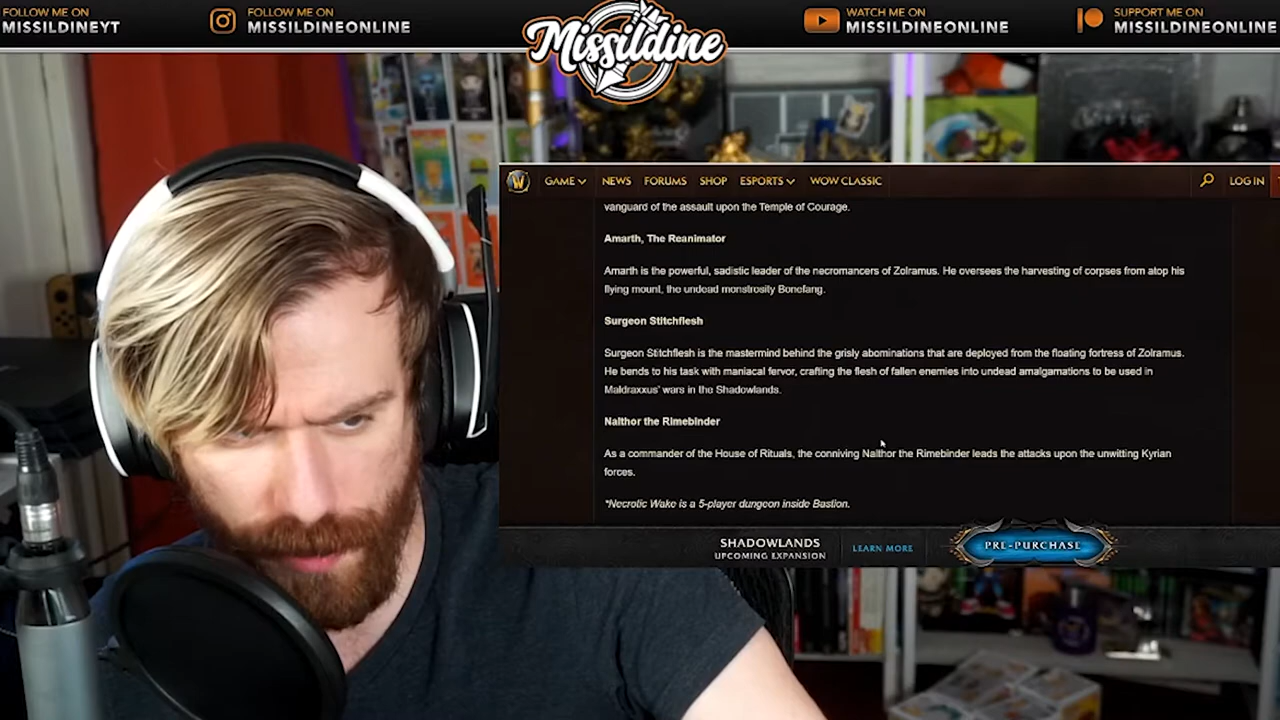 FOLLOW ME ON
MISSILDINEYT
FOLLOW ME ON
MISSILDINEONLINE
Missildine
WATCH ME ON
MISSILDINEONLINE
SUPPORT ME ON
MISSILDINEONLINE
W
GAME NEWS FORUMS SHOP ESPORTS WOW CLASSIC LOG IN
vanguard of the assault upon the Temple of Courage.
Amarth, The Reanimator
Amarth is the powerful, sadistic leader of the necromancers of Zolramus. He oversees the harvesting of corpses from atop his
flying mount, the undead monstrosity Bonefang.
Surgeon Stitchflesh
Surgeon Stitchflesh is the mastermind behind the grisly abominations that are deployed from the floating fortress of Zolramus.
He bends to his task with maniacal fervor, crafting the flesh of fallen enemies into undead amalgamations to be used in
Maldraxxus' wars in the Shadowlands.
Nalthor the Rimebinder
As a commander of the House of Rituals, the conniving Nalthor the Rimebinder leads the attacks upon the unwitting Kyrian
forces.
*Necrotic Wake is a 5-player dungeon inside Bastion.
SHADOWLANDS
UPCOMING EXPANSION
LEARN MORE
PRE-PURCHASE